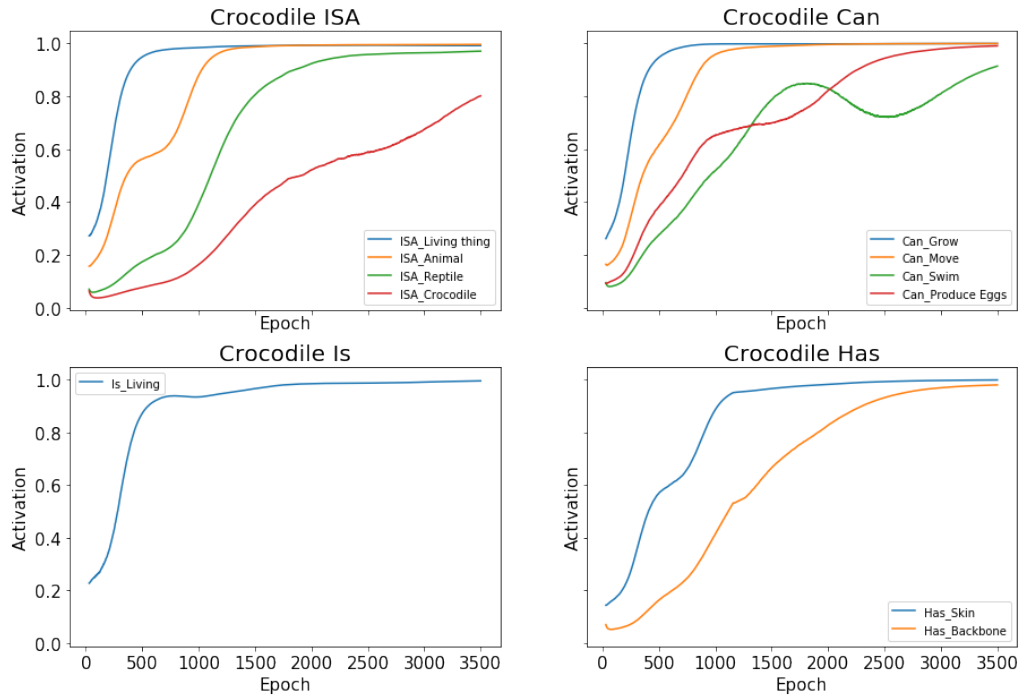 Crocodile ISA
1.0
0.8
0.6
0.4
0.2
0.0
Activation
ISA_Living thing
ISA_Animal
ISA_Reptile
ISA_Crocodile
Epoch
Crocodile Can
Activation
Can_Grow
Can_Move
Can_Swim
Can_Produce Eggs
Epoch
Crocodile Is
Is_Living
1.0
0.8
0.6
0.4
0.2
0.0
Activation
0 500 1000 1500 2000 2500 3000 3500
Epoch
Crocodile Has
Activation
Has_Skin
Has_Backbone
0 500 1000 1500 2000 2500 3000 3500
Epoch